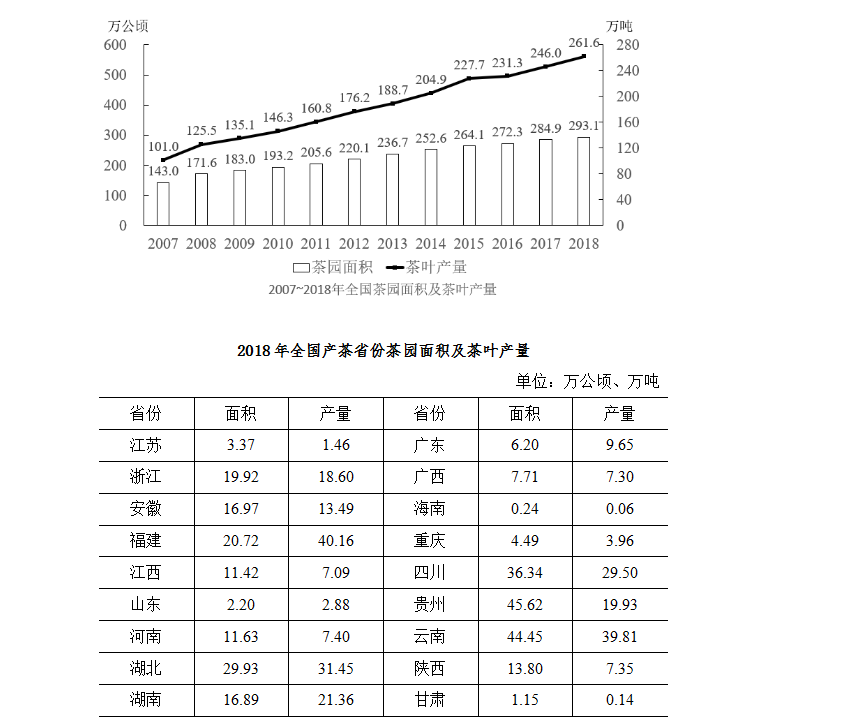 万公顷 万吨
600 280
500 240
400 200
300 160
200 120
100 80
0 40
0
101.0 125.5 135.1 146.3 160.8 176.2 188.7 204.9 227.7 231.3 246.0 261.6
143.0 171.6 183.0 193.2 205.6 220.1 236.7 252.6 264.1 272.3 284.9 293.1
2007 2008 2009 2010 2011 2012 2013 2014 2015 2016 2017 2018
茶园面积 茶叶产量
2007~2018年全国茶园面积及茶叶产量
2018 年全国产茶省份茶园面积及茶叶产量
单位：万公顷、万吨
省份 面积 产量 省份 面积 产量
江苏 3.37 1.46 广东 6.20 9.65
浙江 19.92 18.60 广西 7.71 7.30
安徽 16.97 13.49 海南 0.24 0.06
福建 20.72 40.16 重庆 4.49 3.96
江西 11.42 7.09 四川 36.34 29.50
山东 2.20 2.88 贵州 45.62 19.93
河南 11.63 7.40 云南 44.45 39.81
湖北 29.93 31.45 陕西 13.80 7.35
湖南 16.89 21.36 甘肃 1.15 0.14